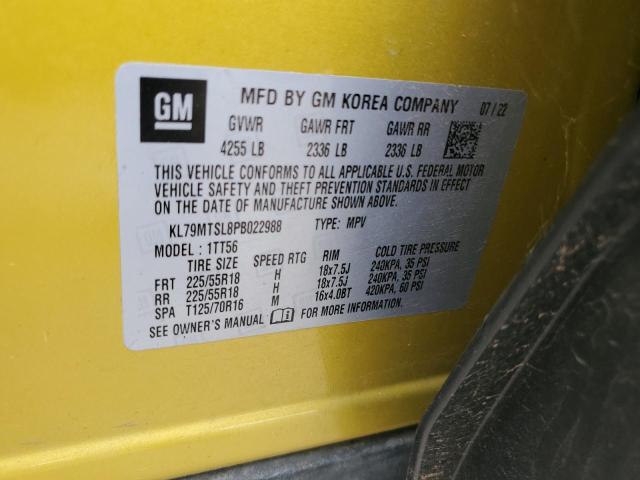 GM MFD BY GM KOREA COMPANY 07/22
GVWR GAWR FRT GAWR RR
4255 LB 2336 LB 2336 LB
THIS VEHICLE CONFORMS TO ALL APPLICABLE U.S. FEDERAL MOTOR
VEHICLE SAFETY AND THEFT PREVENTION STANDARDS IN EFFECT
ON THE DATE OF MANUFACTURE SHOWN ABOVE.
KL79MTSL8PB022988 TYPE: MPV
MODEL: 1TT56
TIRE SIZE SPEED RTG RIM COLD TIRE PRESSURE
FRT 225/55R18 H 18x7.5J 240KPA, 35 PSI
RR 225/55R18 H 18x7.5J 240KPA, 35 PSI
SPA T125/70R16 M 16x4.0BT 420KPA, 60 PSI
SEE OWNER'S MANUAL FOR MORE INFORMATION.